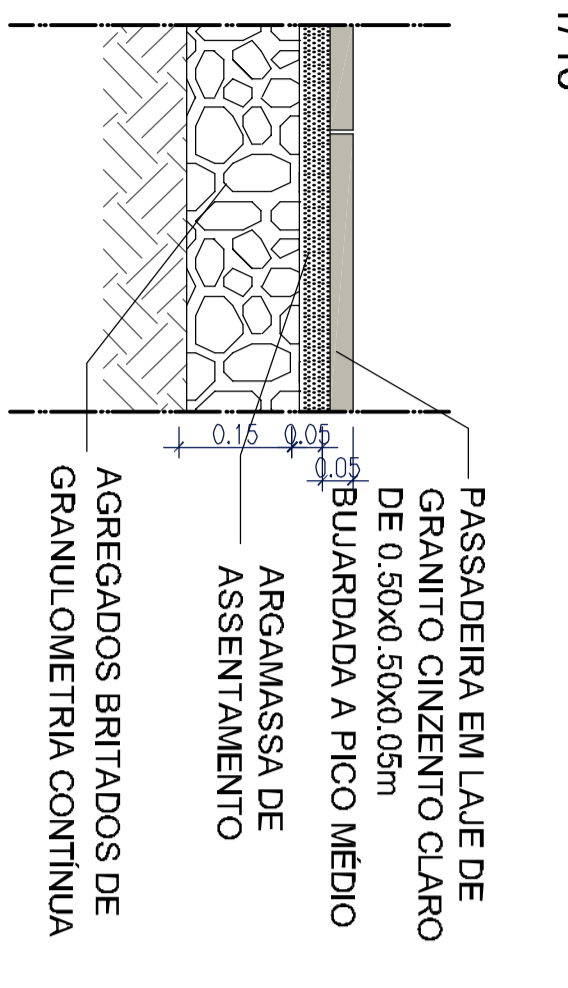 PASSADEIRA EM LAJE DE
GRANITO CINZENTO CLARO
DE 0.50x0.50x0.05m
BUJARDADA A PICO MÉDIO
0.05
0.05
0.15
ARGAMASSA DE
ASSENTAMENTO
AGREGADOS BRITADOS DE
GRANULOMETRIA CONTÍNUA